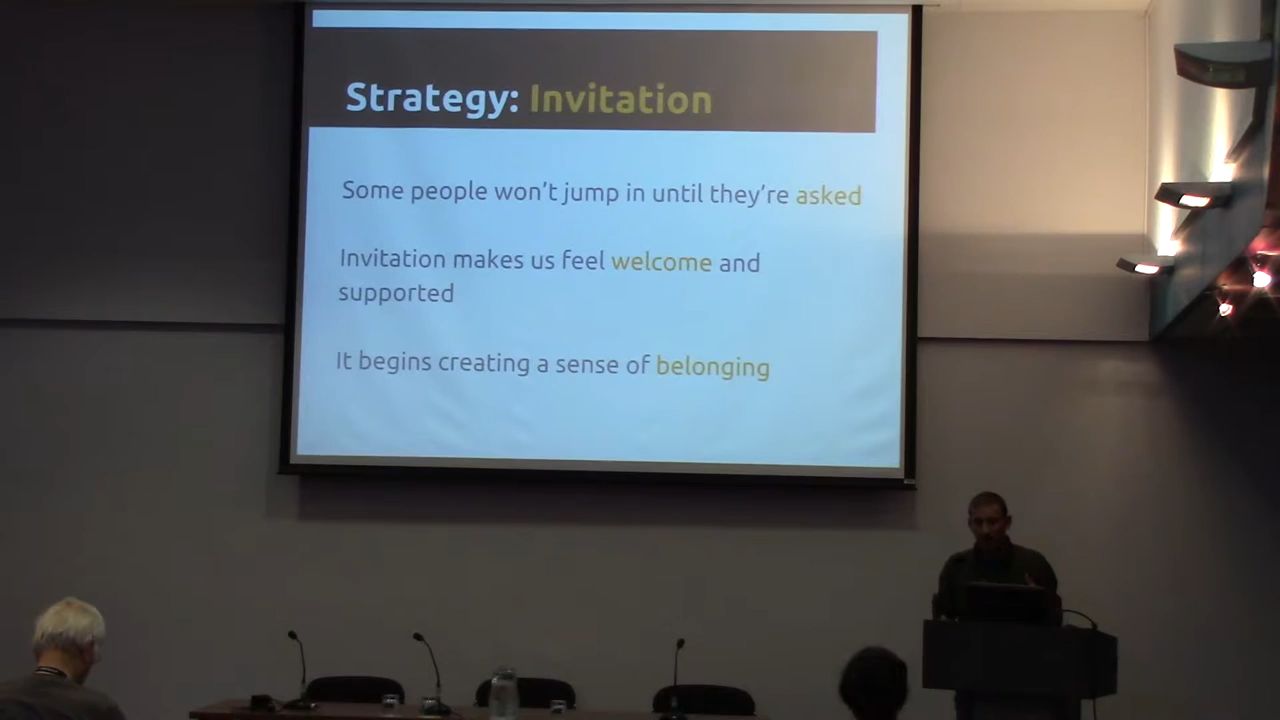 Strategy: Invitation
Some people won't jump in until they're asked
Invitation makes us feel welcome and
supported
It begins creating a sense of belonging